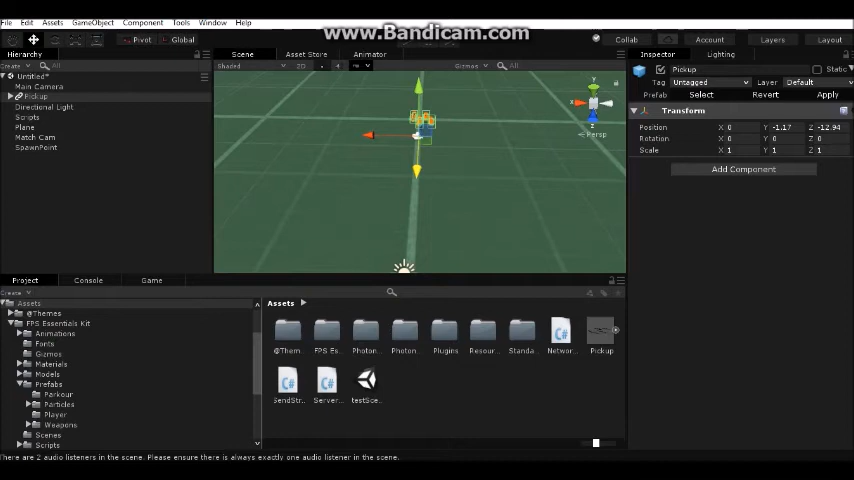 www.Bandicam.com
File Edit Assets GameObject Component Tools Window Help
Pivot Global Collab Account Layers Layout
Hierarchy
Create All
Untitled*
Main Camera
Pickup
Directional Light
Scripts
Plane
Match Cam
SpawnPoint
Scene Asset Store Animator
Shaded 2D Gizmos All
y
x
z
Persp
Inspector Lighting
Pickup Static
Tag Untagged Layer Default
Prefab Select Revert Apply
Transform
Position X 0 Y -1.17 Z -12.94
Rotation X 0 Y 0 Z 0
Scale X 1 Y 1 Z 1
Add Component
Project Console Game
Create
Assets
@Themes
FPS Essentials Kit
Animations
Fonts
Gizmos
Materials
Models
Prefabs
Parkour
Particles
Player
Weapons
Scenes
Scripts
Assets
@Them... FPS Es... Photon Photon Plugins Resour... Standa... Networ... Pickup
SendStr... Server... testSce...
There are 2 audio listeners in the scene. Please ensure there is always exactly one audio listener in the scene.